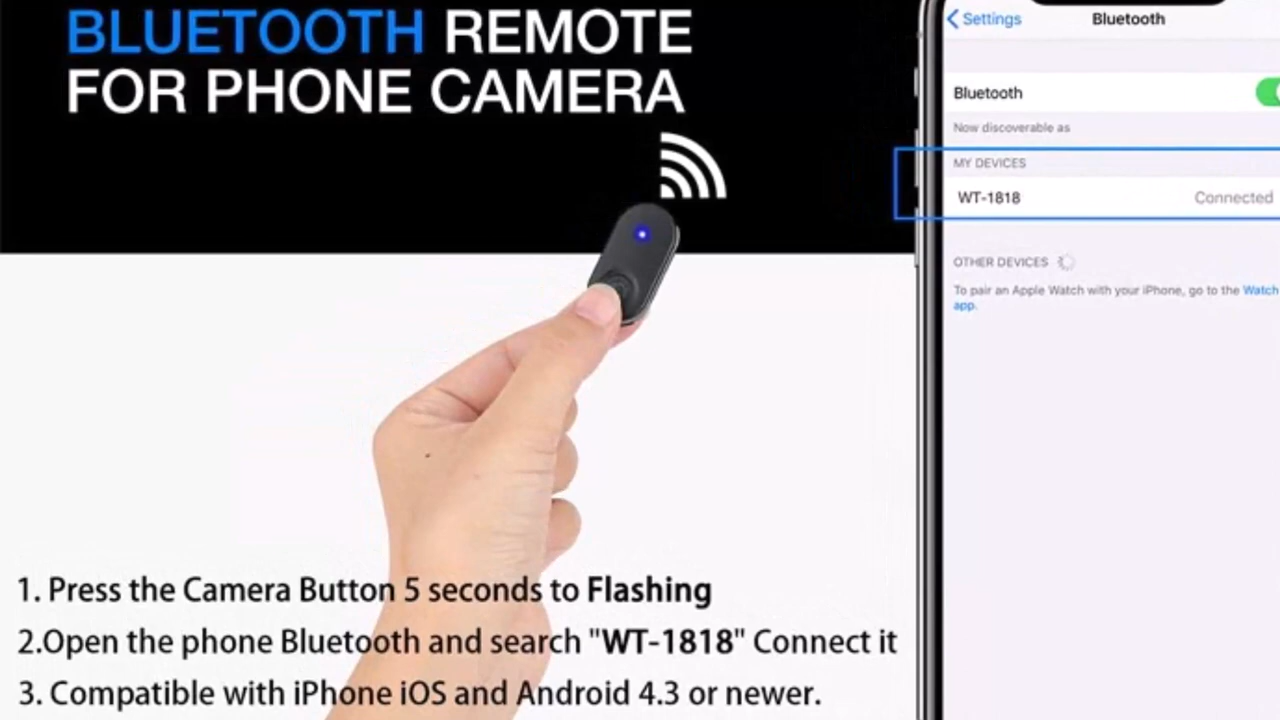 BLUETOOTH REMOTE
FOR PHONE CAMERA
1. Press the Camera Button 5 seconds to Flashing
2.Open the phone Bluetooth and search "WT-1818" Connect it
3. Compatible with iPhone iOS and Android 4.3 or newer.
Settings
Bluetooth
Bluetooth
Now discoverable as
MY DEVICES
WT-1818 Connected
OTHER DEVICES
To pair an Apple Watch with your iPhone, go to the Watch
app.